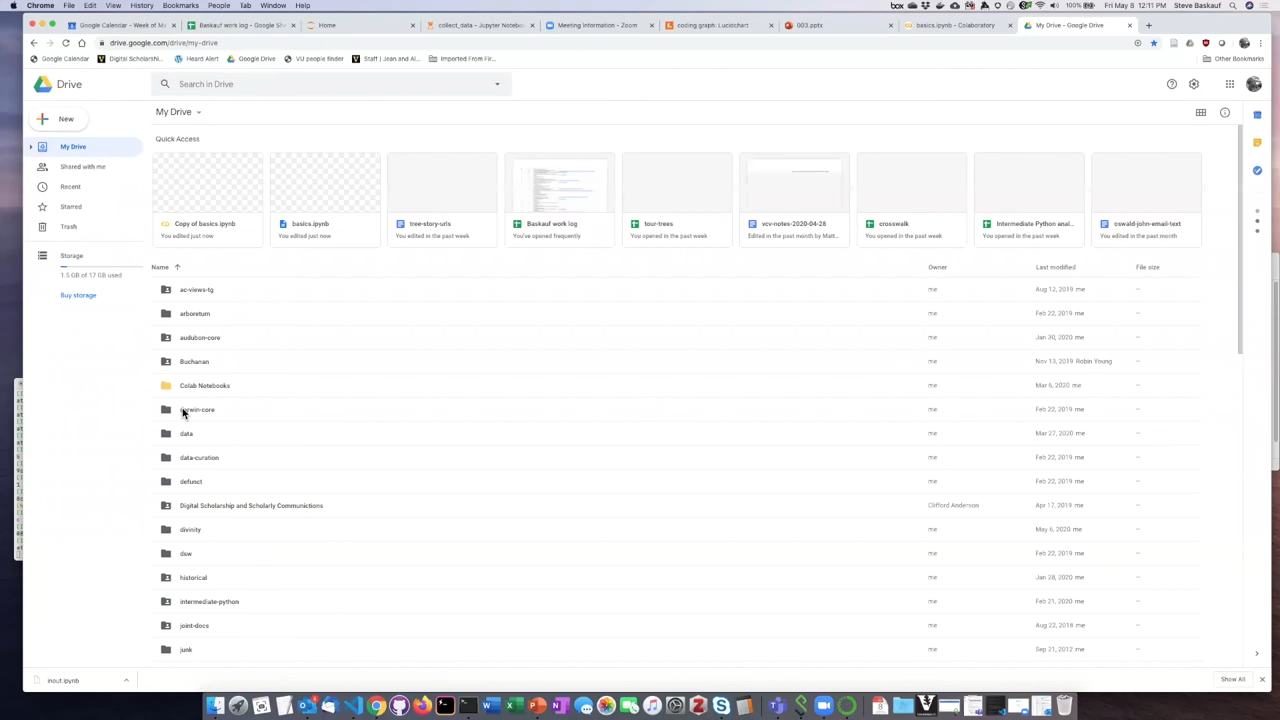 Chrome File Edit View History Bookmarks People Tab Window Help
100% Fri May 8 12:11 PM Steve Baskauf
Google Calendar - Week of M
Baskauf work log - Google She
Home
collect_data - Jupyter Noteboo
Meeting Information - Zoom
coding graph: Lucidchart
003.pptx
basics.ipynb - Colaboratory
My Drive - Google Drive
drive.google.com/drive/my-drive
Google Calendar
Digital Scholarshi...
Heard Alert
Google Drive
VU people finder
Staff | Jean and Al...
Imported From Fir...
Other Bookmarks
Drive
Search in Drive
New
My Drive
My Drive
Shared with me
Recent
Starred
Trash
Storage
1.5 GB of 17 GB used
Buy storage
Quick Access
Copy of basics.ipynb
You edited just now
basics.ipynb
You edited just now
tree-story-urls
You edited in the past week
Baskauf work log
You've opened frequently
tour-trees
You opened in the past week
vcv-notes-2020-04-28
Edited in the past month by Matt...
crosswalk
You opened in the past week
Intermediate Python anal...
You opened in the past week
oswald-john-email-text
You edited in the past month
Name Owner Last modified File size
ac-views-tg me Aug 12, 2019 me –
arboretum me Feb 22, 2019 me –
audubon-core me Jan 30, 2020 me –
Buchanan me Nov 13, 2019 Robin Young –
Colab Notebooks me Mar 6, 2020 me –
darwin-core me Feb 22, 2019 me –
data me Mar 27, 2020 me –
data-curation me Feb 22, 2019 me –
defunct me Feb 22, 2019 me –
Digital Scholarship and Scholarly Communications Clifford Anderson Apr 17, 2019 me –
divinity me May 6, 2020 me –
dsw me Feb 22, 2019 me –
historical me Jan 28, 2020 me –
intermediate-python me Feb 21, 2020 me –
joint-docs me Aug 22, 2018 me –
junk me Sep 21, 2012 me –
inout.ipynb
Show All